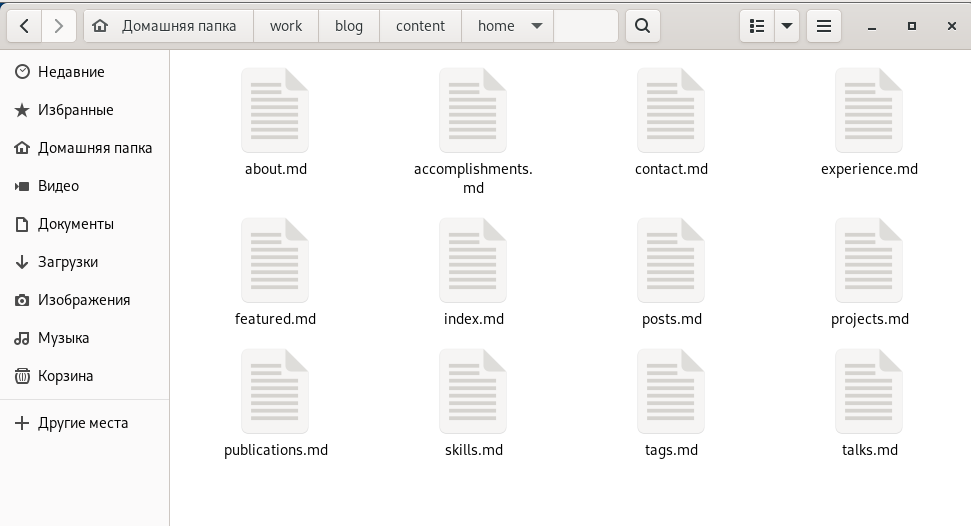 Домашняя папка work blog content home
Недавние
Избранные
Домашняя папка
Видео
Документы
Загрузки
Изображения
Музыка
Корзина
Другие места
about.md
accomplishments.
md
contact.md
experience.md
featured.md
index.md
posts.md
projects.md
publications.md
skills.md
tags.md
talks.md